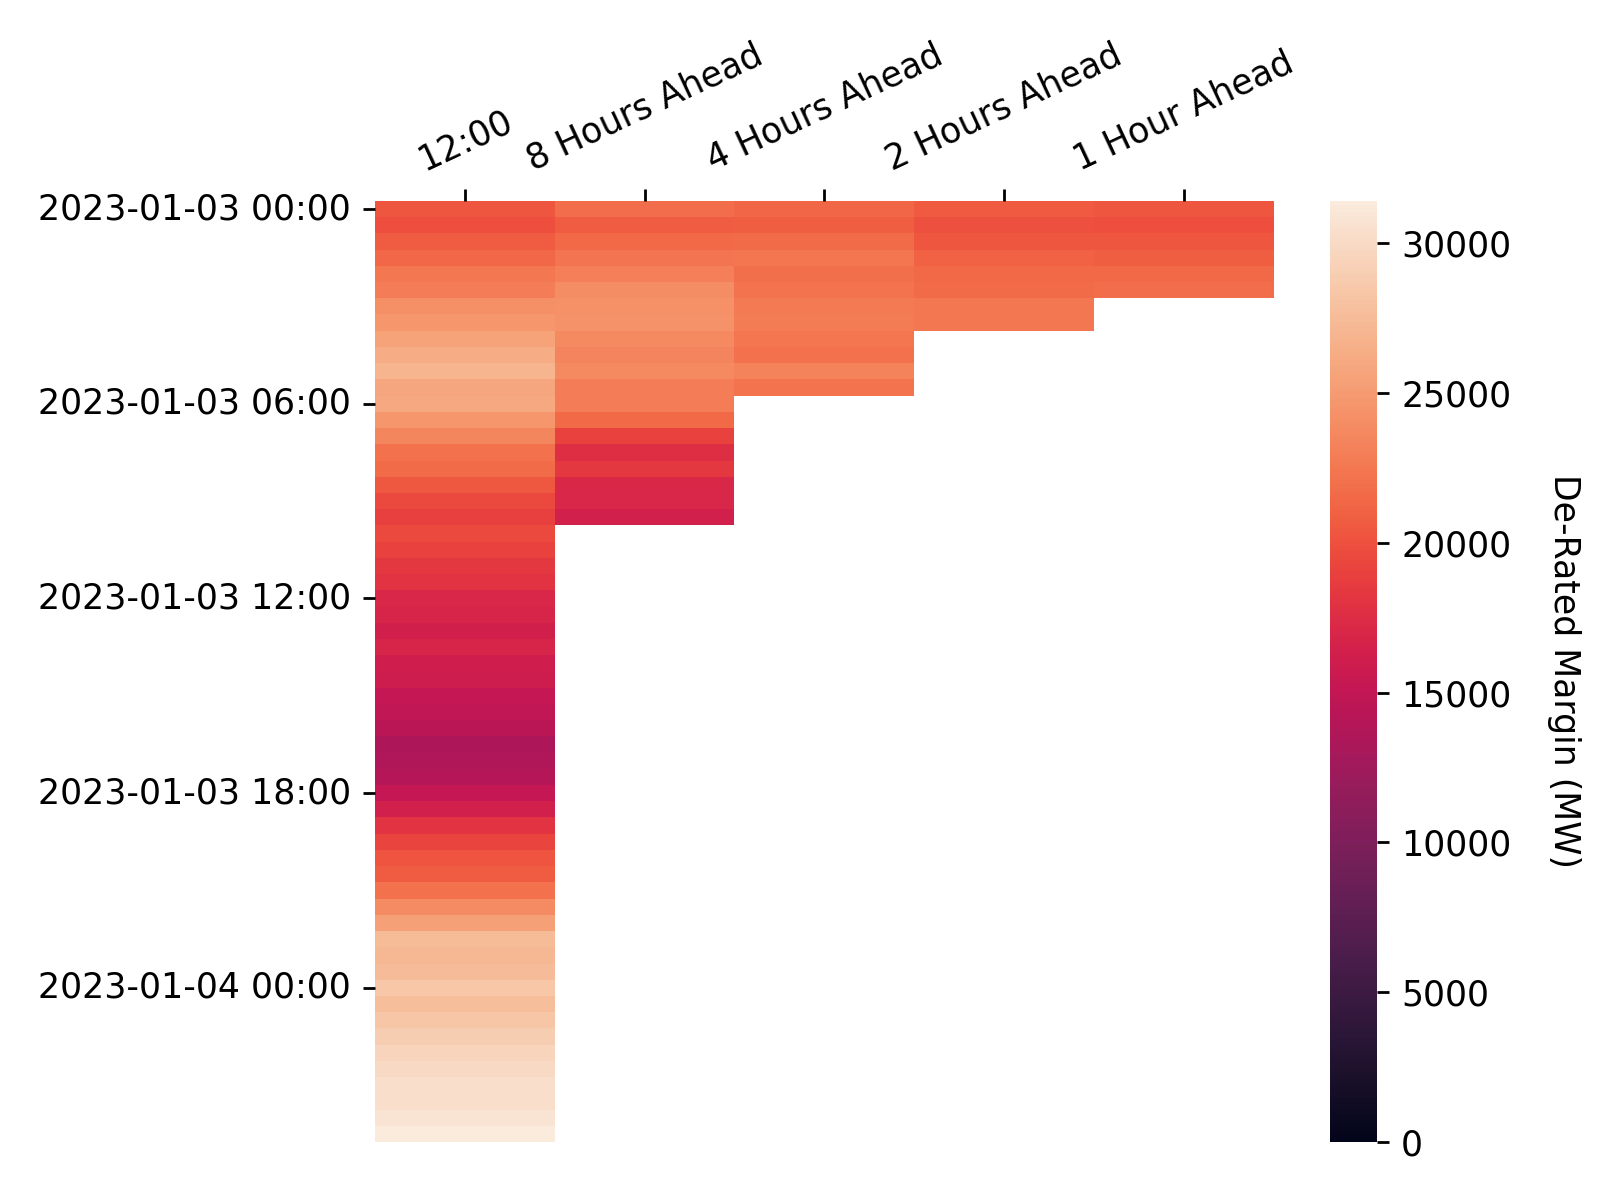 12:00
8 Hours Ahead
4 Hours Ahead
2 Hours Ahead
1 Hour Ahead
2023-01-03 00:00
2023-01-03 06:00
2023-01-03 12:00
2023-01-03 18:00
2023-01-04 00:00
30000
25000
20000
15000
10000
5000
0
De-Rated Margin (MW)